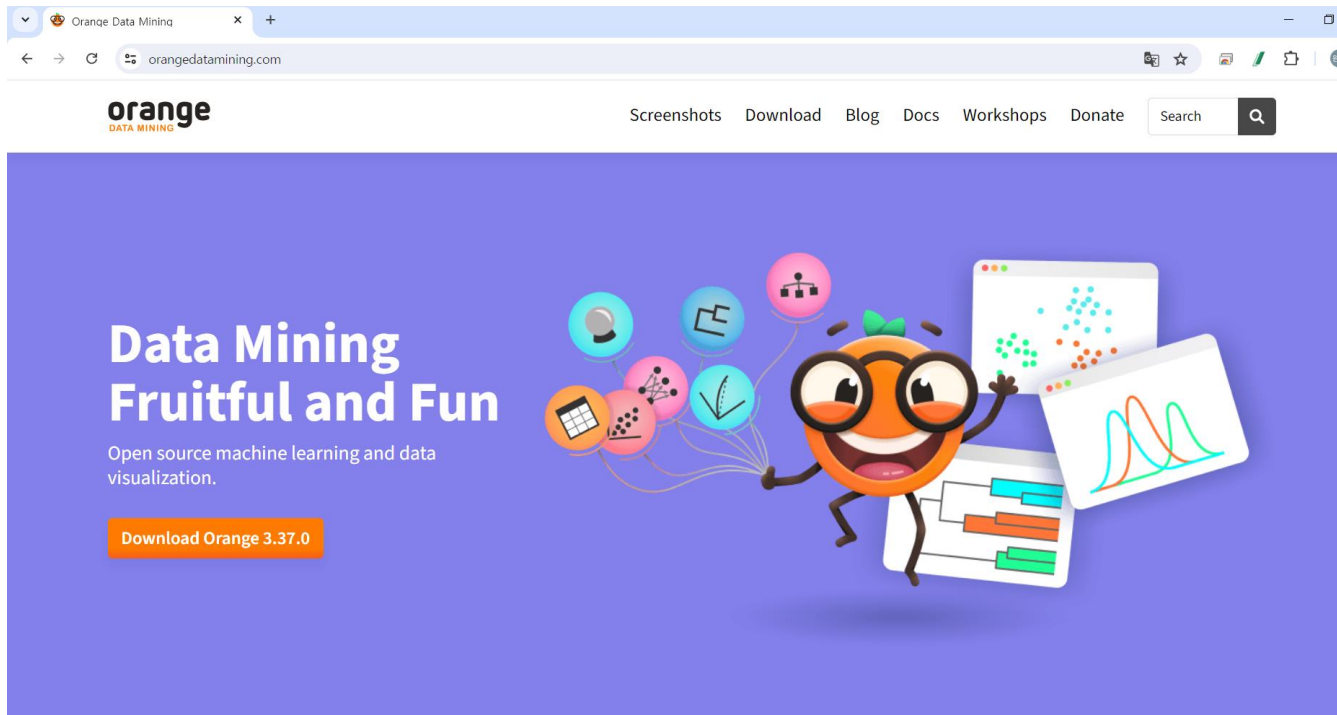 Orange Data Mining
orangedatamining.com
orange
DATA MINING
Screenshots Download Blog Docs Workshops Donate Search
Data Mining
Fruitful and Fun
Open source machine learning and data
visualization.
Download Orange 3.37.0